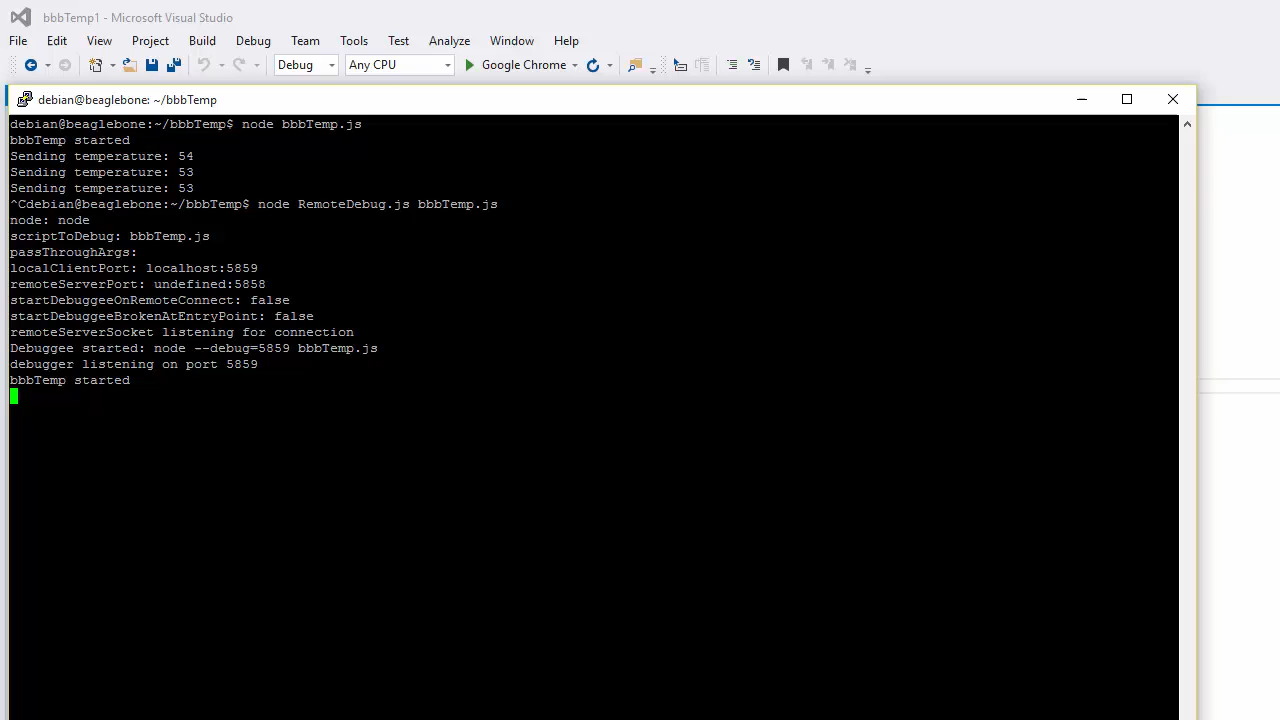 bbbTemp1 - Microsoft Visual Studio
File Edit View Project Build Debug Team Tools Test Analyze Window Help
Debug Any CPU Google Chrome
debian@beaglebone: ~/bbbTemp
debian@beaglebone:~/bbbTemp$ node bbbTemp.js
bbbTemp started
Sending temperature: 54
Sending temperature: 53
Sending temperature: 53
^Cdebian@beaglebone:~/bbbTemp$ node RemoteDebug.js bbbTemp.js
node: node
scriptToDebug: bbbTemp.js
passThroughArgs:
localClientPort: localhost:5859
remoteServerPort: undefined:5858
startDebuggeeOnRemoteConnect: false
startDebuggeeBrokenAtEntryPoint: false
remoteServerSocket listening for connection
Debuggee started: node --debug=5859 bbbTemp.js
debugger listening on port 5859
bbbTemp started